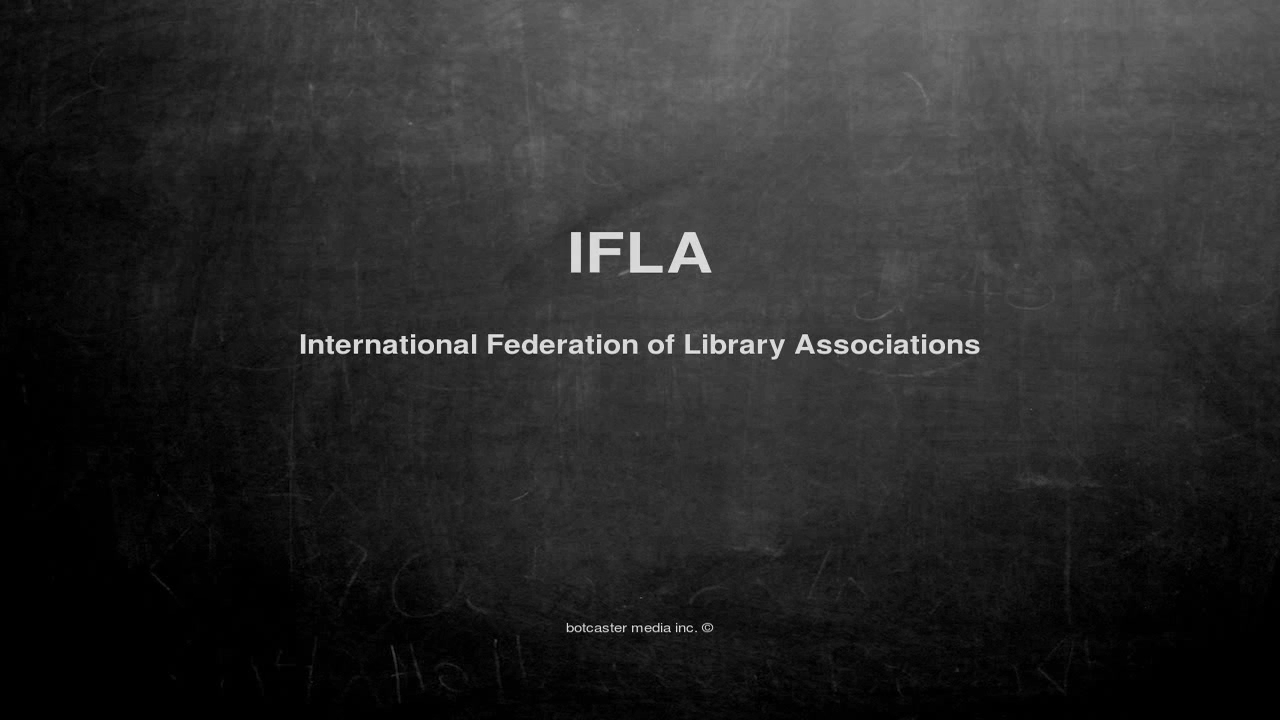 IFLA
International Federation of Library Associations
botcaster media inc. ©